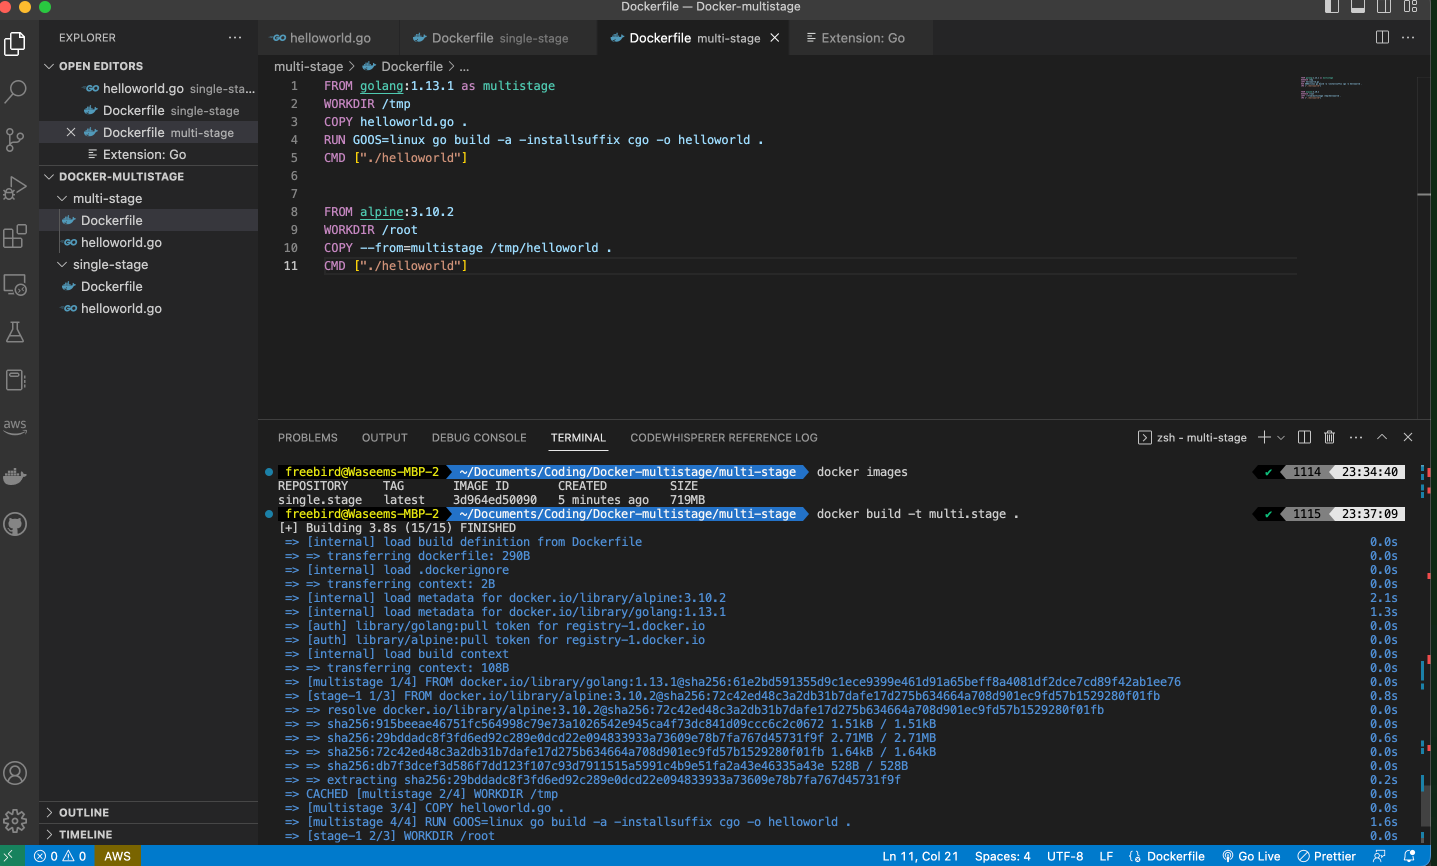 Dockerfile — Docker-multistage
EXPLORER
OPEN EDITORS
helloworld.go single-sta...
Dockerfile single-stage
Dockerfile multi-stage
Extension: Go
DOCKER-MULTISTAGE
multi-stage
Dockerfile
helloworld.go
single-stage
Dockerfile
helloworld.go
OUTLINE
TIMELINE
aws
helloworld.go
Dockerfile single-stage
Dockerfile multi-stage
Extension: Go
multi-stage > Dockerfile > ...
1 FROM golang:1.13.1 as multistage
2 WORKDIR /tmp
3 COPY helloworld.go .
4 RUN GOOS=linux go build -a -installsuffix cgo -o helloworld .
5 CMD ["./helloworld"]
6
7
8 FROM alpine:3.10.2
9 WORKDIR /root
10 COPY --from=multistage /tmp/helloworld .
11 CMD ["./helloworld"]
PROBLEMS OUTPUT DEBUG CONSOLE TERMINAL CODEWHISPERER REFERENCE LOG
zsh - multi-stage
freebird@Waseems-MBP-2 ~/Documents/Coding/Docker-multistage/multi-stage docker images ✔ 1114 23:34:40
REPOSITORY TAG IMAGE ID CREATED SIZE
single.stage latest 3d964ed50090 5 minutes ago 719MB
freebird@Waseems-MBP-2 ~/Documents/Coding/Docker-multistage/multi-stage docker build -t multi.stage . ✔ 1115 23:37:09
[+] Building 3.8s (15/15) FINISHED
=> [internal] load build definition from Dockerfile 0.0s
=> => transferring dockerfile: 290B 0.0s
=> [internal] load .dockerignore 0.0s
=> => transferring context: 2B 0.0s
=> [internal] load metadata for docker.io/library/alpine:3.10.2 2.1s
=> [internal] load metadata for docker.io/library/golang:1.13.1 1.3s
=> [auth] library/golang:pull token for registry-1.docker.io 0.0s
=> [auth] library/alpine:pull token for registry-1.docker.io 0.0s
=> [internal] load build context 0.0s
=> => transferring context: 108B 0.0s
=> [multistage 1/4] FROM docker.io/library/golang:1.13.1@sha256:61e2bd591355d9c1ece9399e461d91a65beff8a4081df2dce7cd89f42ab1ee76 0.0s
=> [stage-1 1/3] FROM docker.io/library/alpine:3.10.2@sha256:72c42ed48c3a2db31b7dafe17d275b634664a708d901ec9fd57b1529280f01fb 0.8s
=> => resolve docker.io/library/alpine:3.10.2@sha256:72c42ed48c3a2db31b7dafe17d275b634664a708d901ec9fd57b1529280f01fb 0.0s
=> => sha256:915beeae46751fc564998c79e73a1026542e945ca4f73dc841d09ccc6c2c0672 1.51kB / 1.51kB 0.0s
=> => sha256:29bddadc8f3fd6ed92c289e0dcd22e094833933a73609e78b7fa767d45731f9f 2.71MB / 2.71MB 0.6s
=> => sha256:72c42ed48c3a2db31b7dafe17d275b634664a708d901ec9fd57b1529280f01fb 1.64kB / 1.64kB 0.0s
=> => sha256:db7f3dcef3d586f7dd123f107c93d7911515a5991c4b9e51fa2a43e46335a43e 528B / 528B 0.0s
=> => extracting sha256:29bddadc8f3fd6ed92c289e0dcd22e094833933a73609e78b7fa767d45731f9f 0.2s
=> CACHED [multistage 2/4] WORKDIR /tmp 0.0s
=> [multistage 3/4] COPY helloworld.go . 0.0s
=> [multistage 4/4] RUN GOOS=linux go build -a -installsuffix cgo -o helloworld . 1.6s
=> [stage-1 2/3] WORKDIR /root 0.0s
0 0 AWS Ln 11, Col 21 Spaces: 4 UTF-8 LF Dockerfile Go Live Prettier